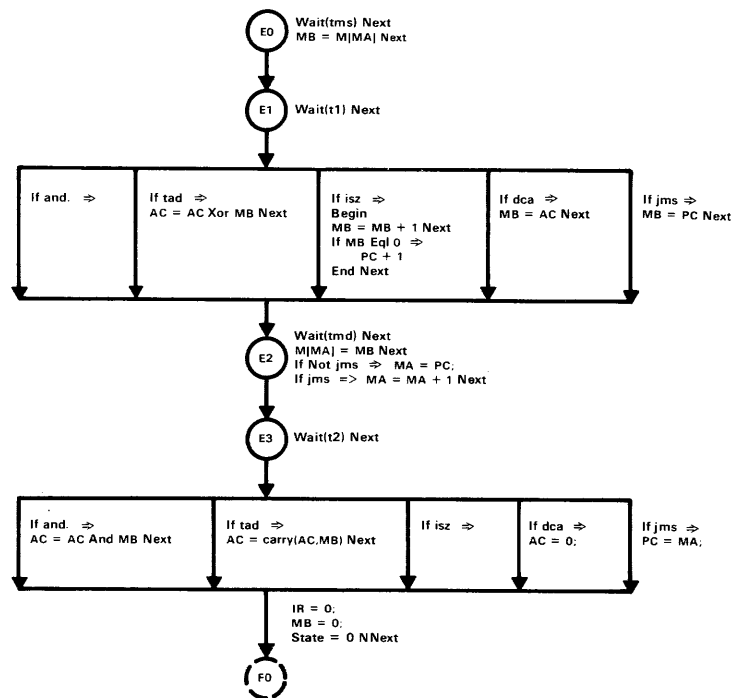 E0
Wait(tms) Next
MB = M|MA| Next
E1
Wait(t1) Next
If and. ⇒
If tad ⇒
AC = AC Xor MB Next
If isz ⇒
Begin
MB = MB + 1 Next
If MB Eql 0 ⇒
PC + 1
End Next
If dca ⇒
MB = AC Next
If jms ⇒
MB = PC Next
E2
Wait(tmd) Next
M|MA| = MB Next
If Not jms ⇒ MA = PC;
If jms => MA = MA + 1 Next
E3
Wait(t2) Next
If and. ⇒
AC = AC And MB Next
If tad ⇒
AC = carry(AC,MB) Next
If isz ⇒
If dca ⇒
AC = 0;
If jms ⇒
PC = MA;
IR = 0;
MB = 0;
State = 0 NNext
F0